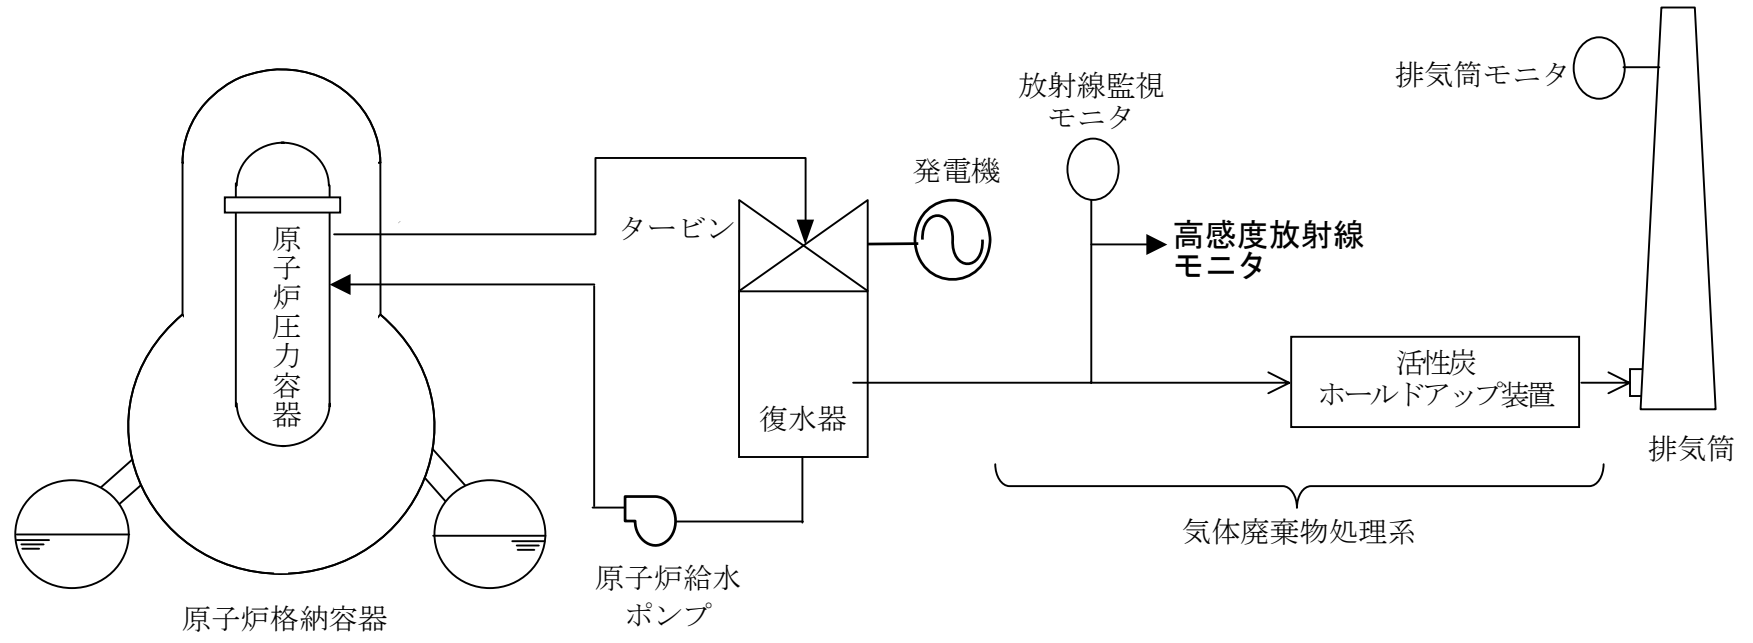 排気筒モニタ
放射線監視
モニタ
発電機
タービン
高感度放射線
モニタ
原子炉圧力容器
活性炭
ホールドアップ装置
復水器
排気筒
気体廃棄物処理系
原子炉給水
ポンプ
原子炉格納容器